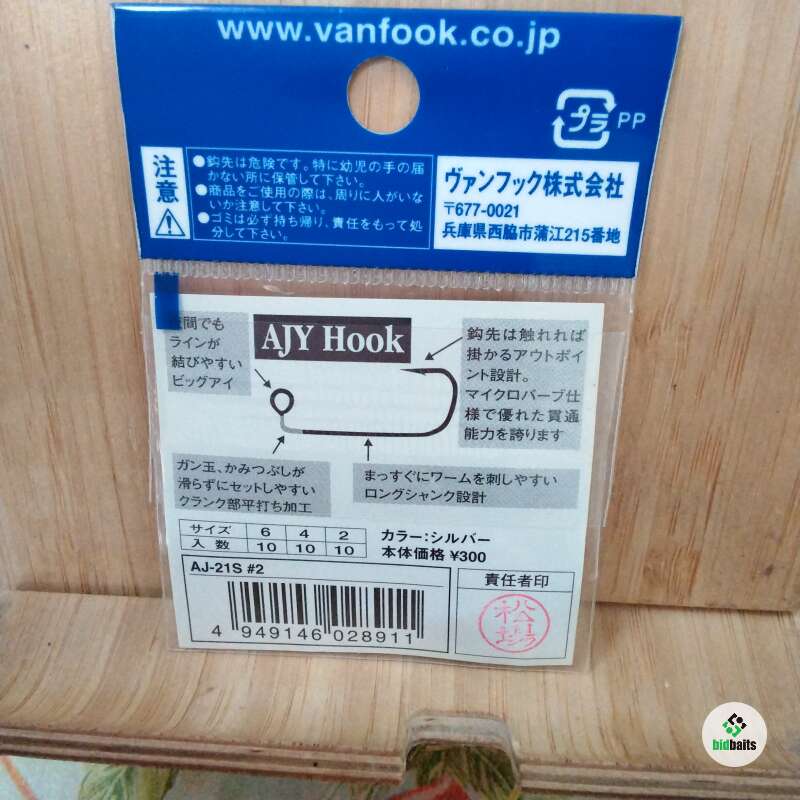 www.vanfook.co.jp
プラ PP
注意
●鈎先は危険です。特に幼児の手の届
かない所に保管して下さい。
●商品をご使用の際は、周りに人がいな
いか注意して下さい。
●ゴミは必ず持ち帰り、責任をもって処
分して下さい。
ヴァンフック株式会社
〒677-0021
兵庫県西脇市蒲江215番地
間でも
ラインが
結びやすい
ビッグアイ
AJY Hook
鈎先は触れれば
掛かるアウトポイ
ント設計。
マイクロバーブ仕
様で優れた貫通
能力を誇ります
ガン玉、かみつぶしが
滑らずにセットしやすい
クランク部平打ち加工
まっすぐにワームを刺しやすい
ロングシャンク設計
サイズ 6 4 2
入数 10 10 10
カラー:シルバー
本体価格 ¥300
AJ-21S #2
4 949146 028911
責任者印
bidbaits